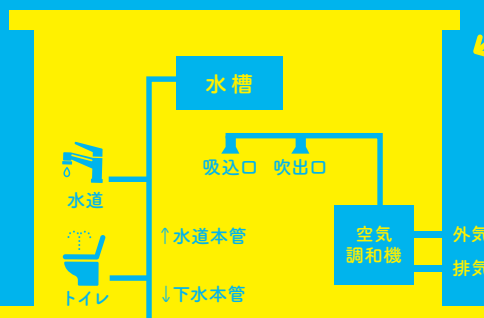 水槽
吸込口 吹出口
水道
↑水道本管
空気
調和機
外気
排気
トイレ
↓下水本管